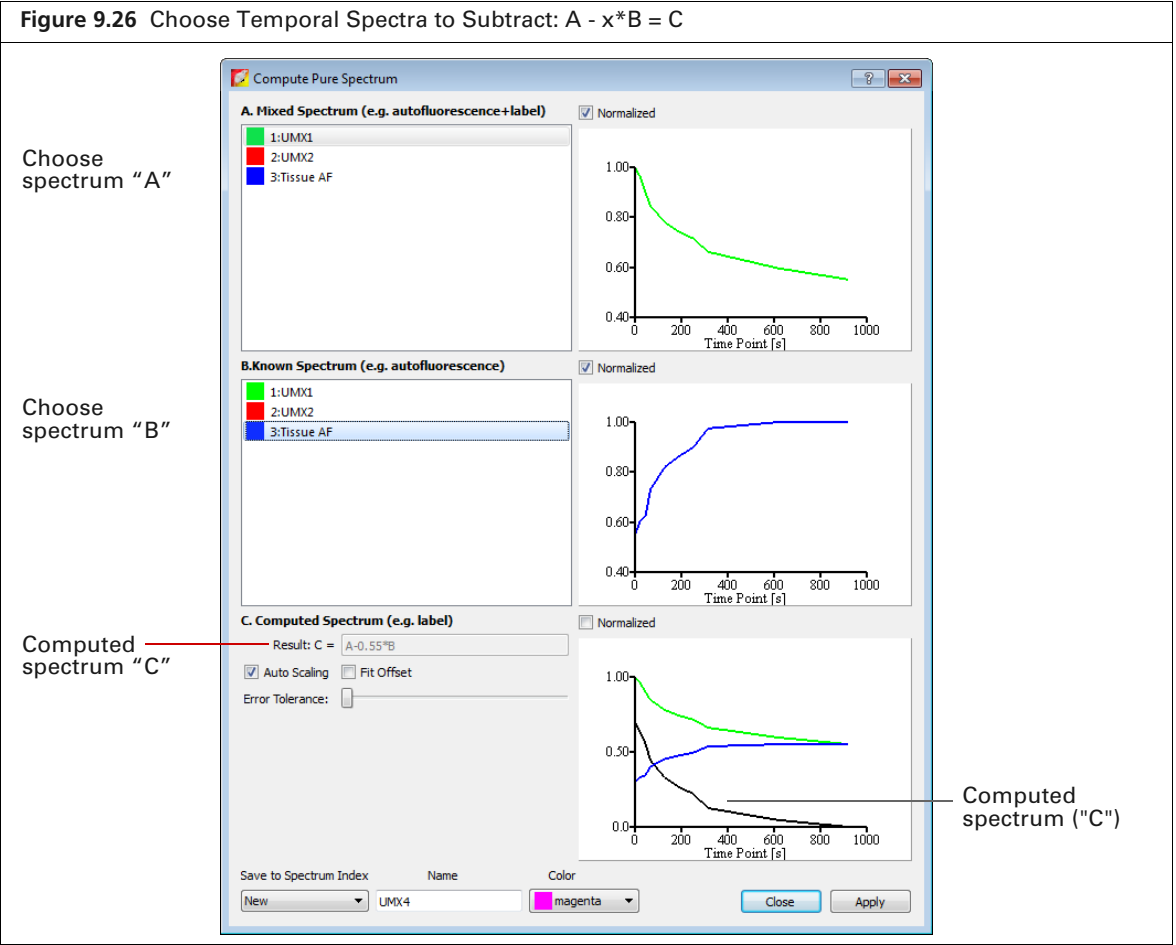 Figure 9.26 Choose Temporal Spectra to Subtract: A - x*B = C
Compute Pure Spectrum
?
A. Mixed Spectrum (e.g. autofluorescence+label)
Normalized
Choose
spectrum “A”
1:UMX1
2:UMX2
3:Tissue AF
1.00
0.80
0.60
0.40
0 200 400 600 800 1000
Time Point [s]
B.Known Spectrum (e.g. autofluorescence)
Normalized
Choose
spectrum “B”
1:UMX1
2:UMX2
3:Tissue AF
1.00
0.80
0.60
0.40
0 200 400 600 800 1000
Time Point [s]
C. Computed Spectrum (e.g. label)
Normalized
Computed
spectrum “C”
Result: C = A-0.55*B
Auto Scaling Fit Offset
Error Tolerance:
1.00
0.50
0.0
0 200 400 600 800 1000
Time Point [s]
Computed
spectrum ("C")
Save to Spectrum Index Name Color
New UMX4 magenta Close Apply